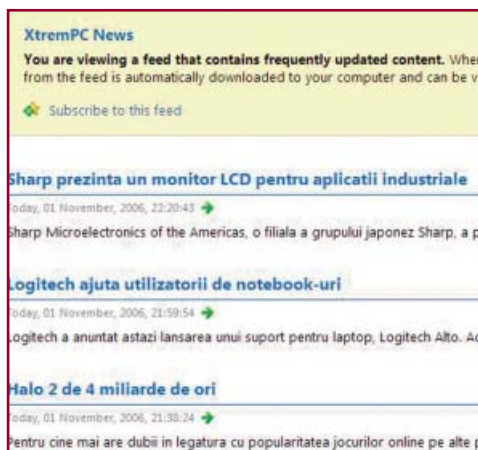 XtremPC News
You are viewing a feed that contains frequently updated content. When
from the feed is automatically downloaded to your computer and can be v
Subscribe to this feed
Sharp prezinta un monitor LCD pentru aplicatii industriale
Today, 01 November, 2006, 22:20:43
Sharp Microelectronics of the Americas, o filiala a grupului japonez Sharp, a p
Logitech ajuta utilizatorii de notebook-uri
Today, 01 November, 2006, 21:59:54
Logitech a anuntat astazi lansarea unui suport pentru laptop, Logitech Alto. Ac
Halo 2 de 4 miliarde de ori
Today, 01 November, 2006, 21:38:24
Pentru cine mai are dubii in legatura cu popularitatea jocurilor online pe alte p